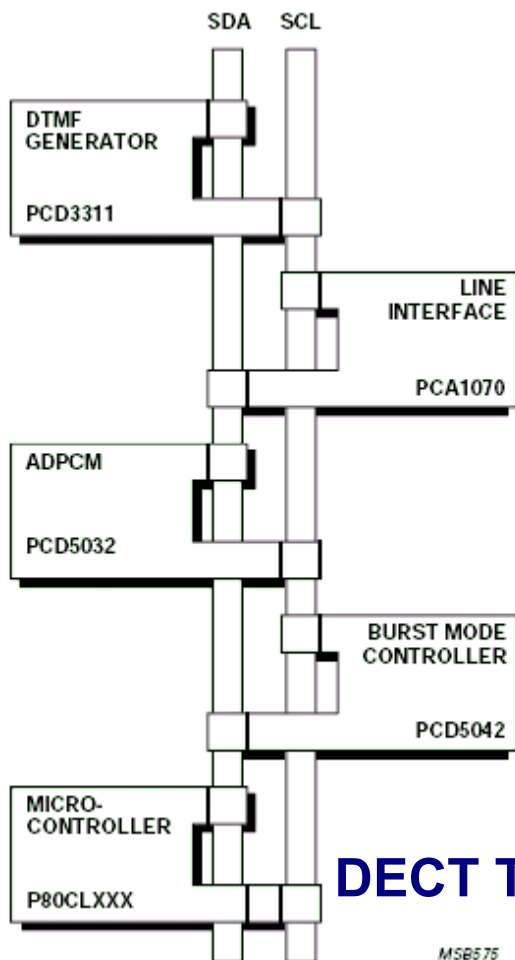 SDA SCL
DTMF
GENERATOR
PCD3311
LINE
INTERFACE
PCA1070
ADPCM
PCD5032
BURST MODE
CONTROLLER
PCD5042
MICRO-
CONTROLLER
P80CLXXX
DECT T
MSB575